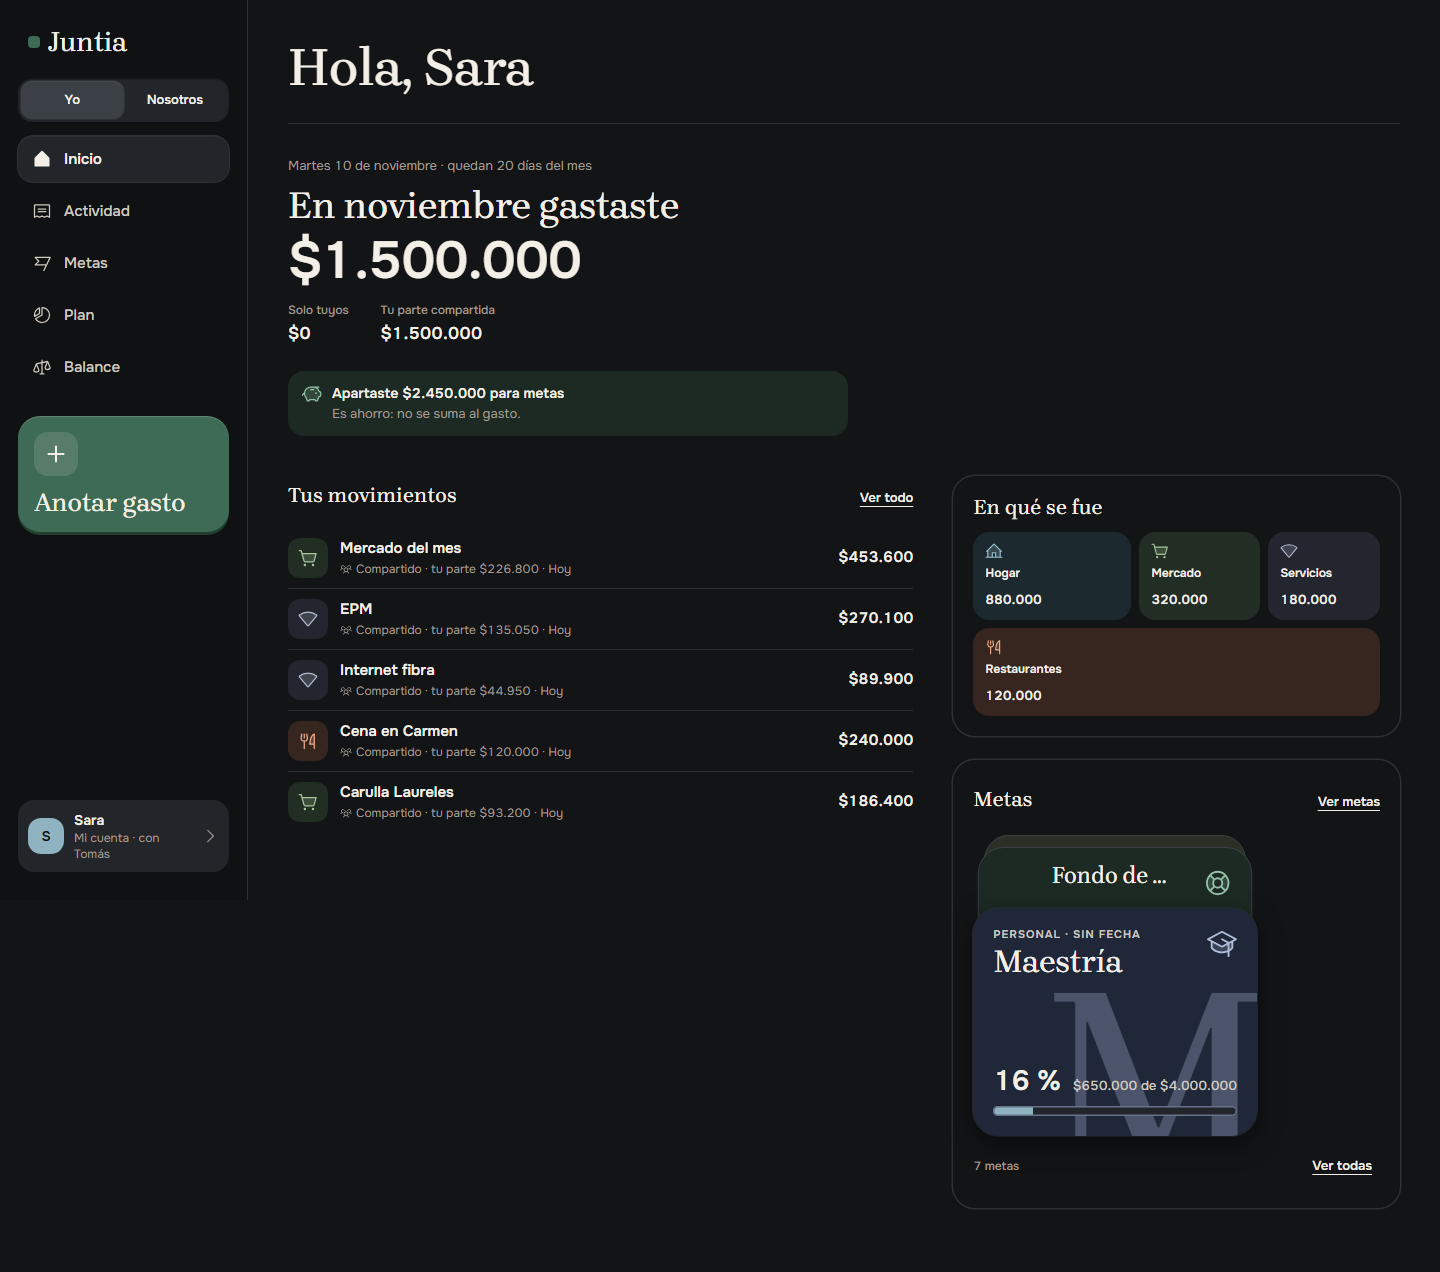 Juntia
Yo
Nosotros
Inicio
Actividad
Metas
Plan
Balance
Anotar gasto
S
Sara
Mi cuenta · con
Tomás
Hola, Sara
Martes 10 de noviembre · quedan 20 días del mes
En noviembre gastaste
$1.500.000
Solo tuyos
$0
Tu parte compartida
$1.500.000
Apartaste $2.450.000 para metas
Es ahorro: no se suma al gasto.
Tus movimientos
Ver todo
Mercado del mes
Compartido · tu parte $226.800 · Hoy
$453.600
EPM
Compartido · tu parte $135.050 · Hoy
$270.100
Internet fibra
Compartido · tu parte $44.950 · Hoy
$89.900
Cena en Carmen
Compartido · tu parte $120.000 · Hoy
$240.000
Carulla Laureles
Compartido · tu parte $93.200 · Hoy
$186.400
En qué se fue
Hogar
880.000
Mercado
320.000
Servicios
180.000
Restaurantes
120.000
Metas
Ver metas
Fondo de ...
PERSONAL · SIN FECHA
Maestría
M
16 % $650.000 de $4.000.000
7 metas
Ver todas